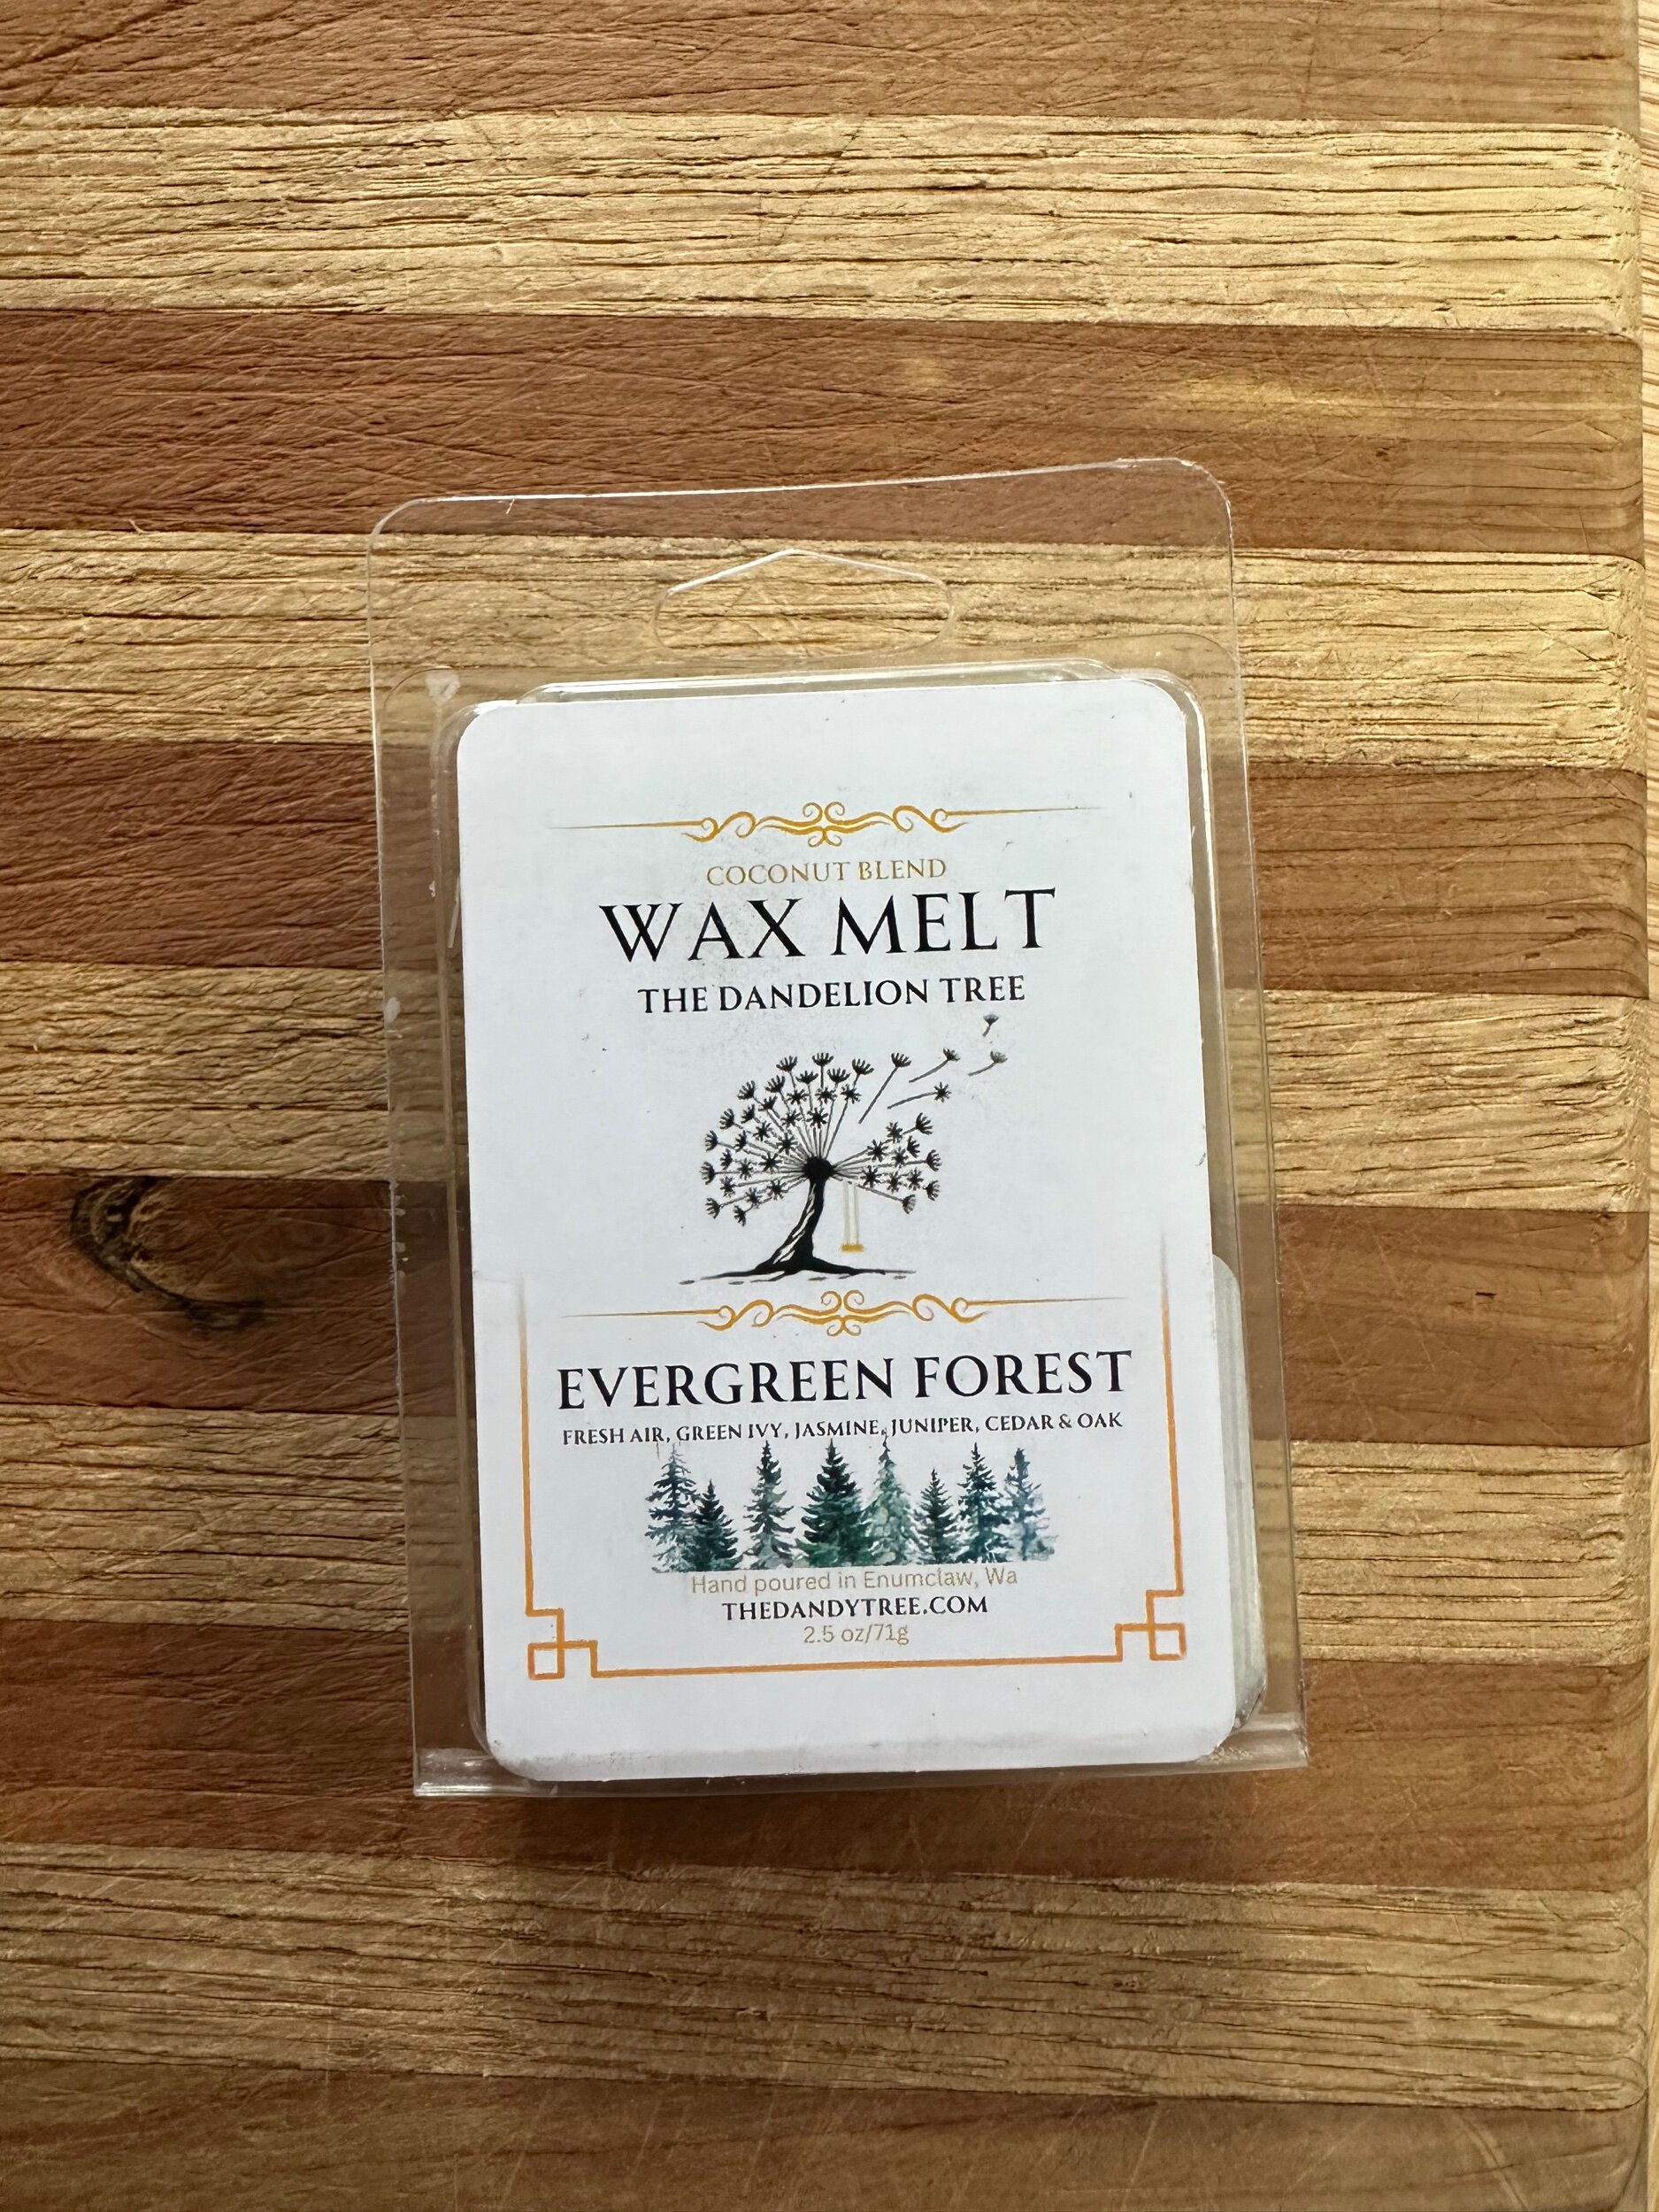 COCONUT BLEND
WAX MELT
THE DANDELION TREE
EVERGREEN FOREST
FRESH AIR, GREEN IVY, JASMINE, JUNIPER, CEDAR & OAK
Hand poured in Enumclaw, Wa
THEDANDYTREE.COM
2.5 oz/71g